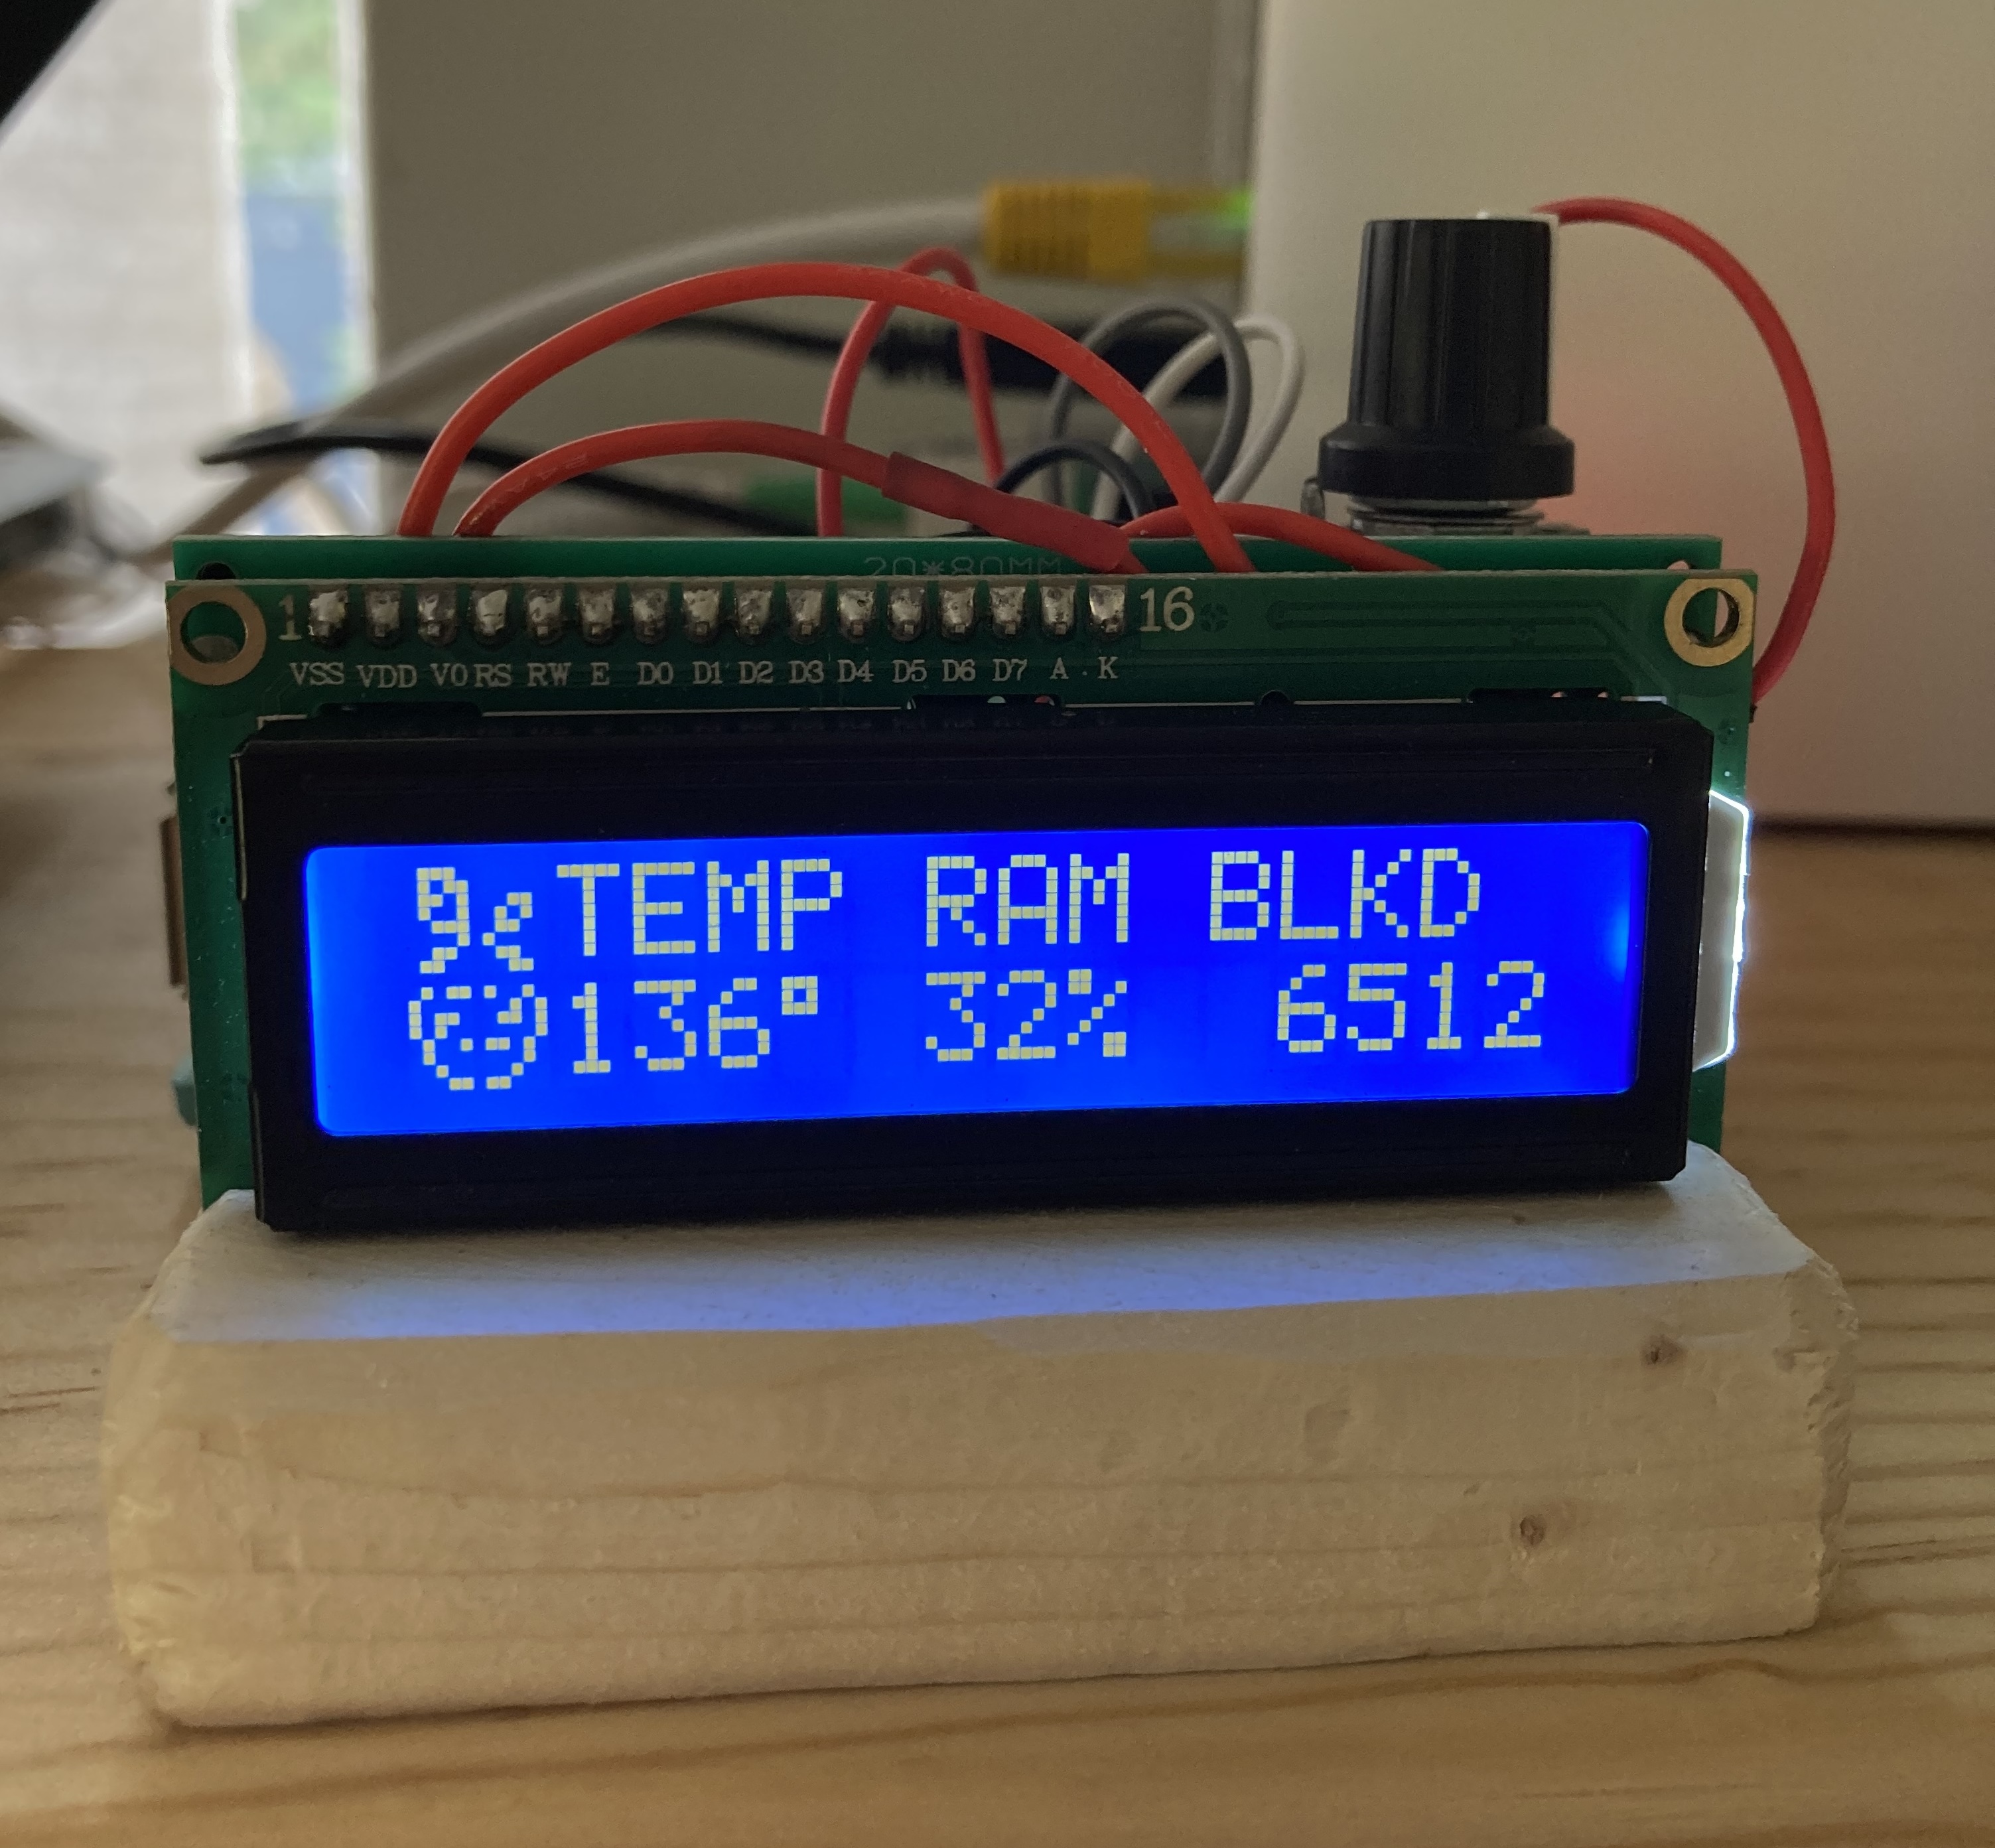 20*80MM
1 16
VSS VDD V0 RS RW E D0 D1 D2 D3 D4 D5 D6 D7 A K
TEMP RAM BLKD
136° 32% 6512